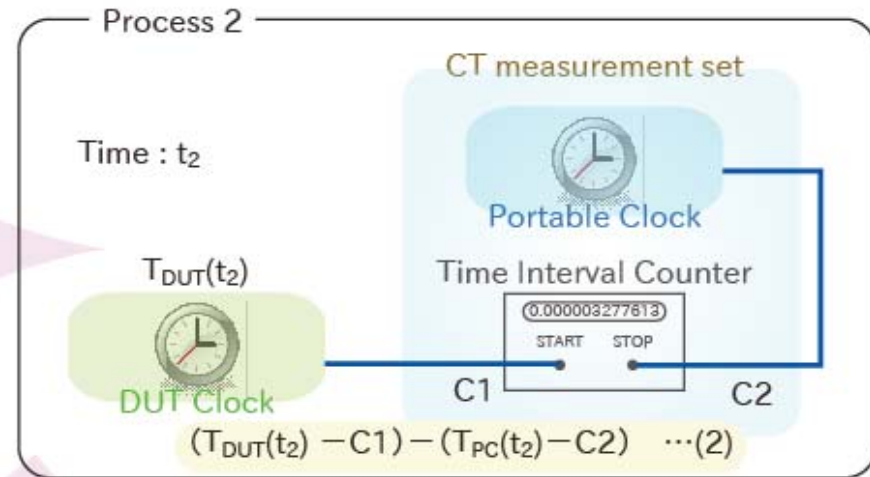 Process 2
CT measurement set
Time : t₂
Portable Clock
T_DUT(t₂)
Time Interval Counter
0.000003277613
START STOP
C1
C2
DUT Clock
(T_DUT(t₂) −C1)−(T_PC(t₂)−C2) …(2)